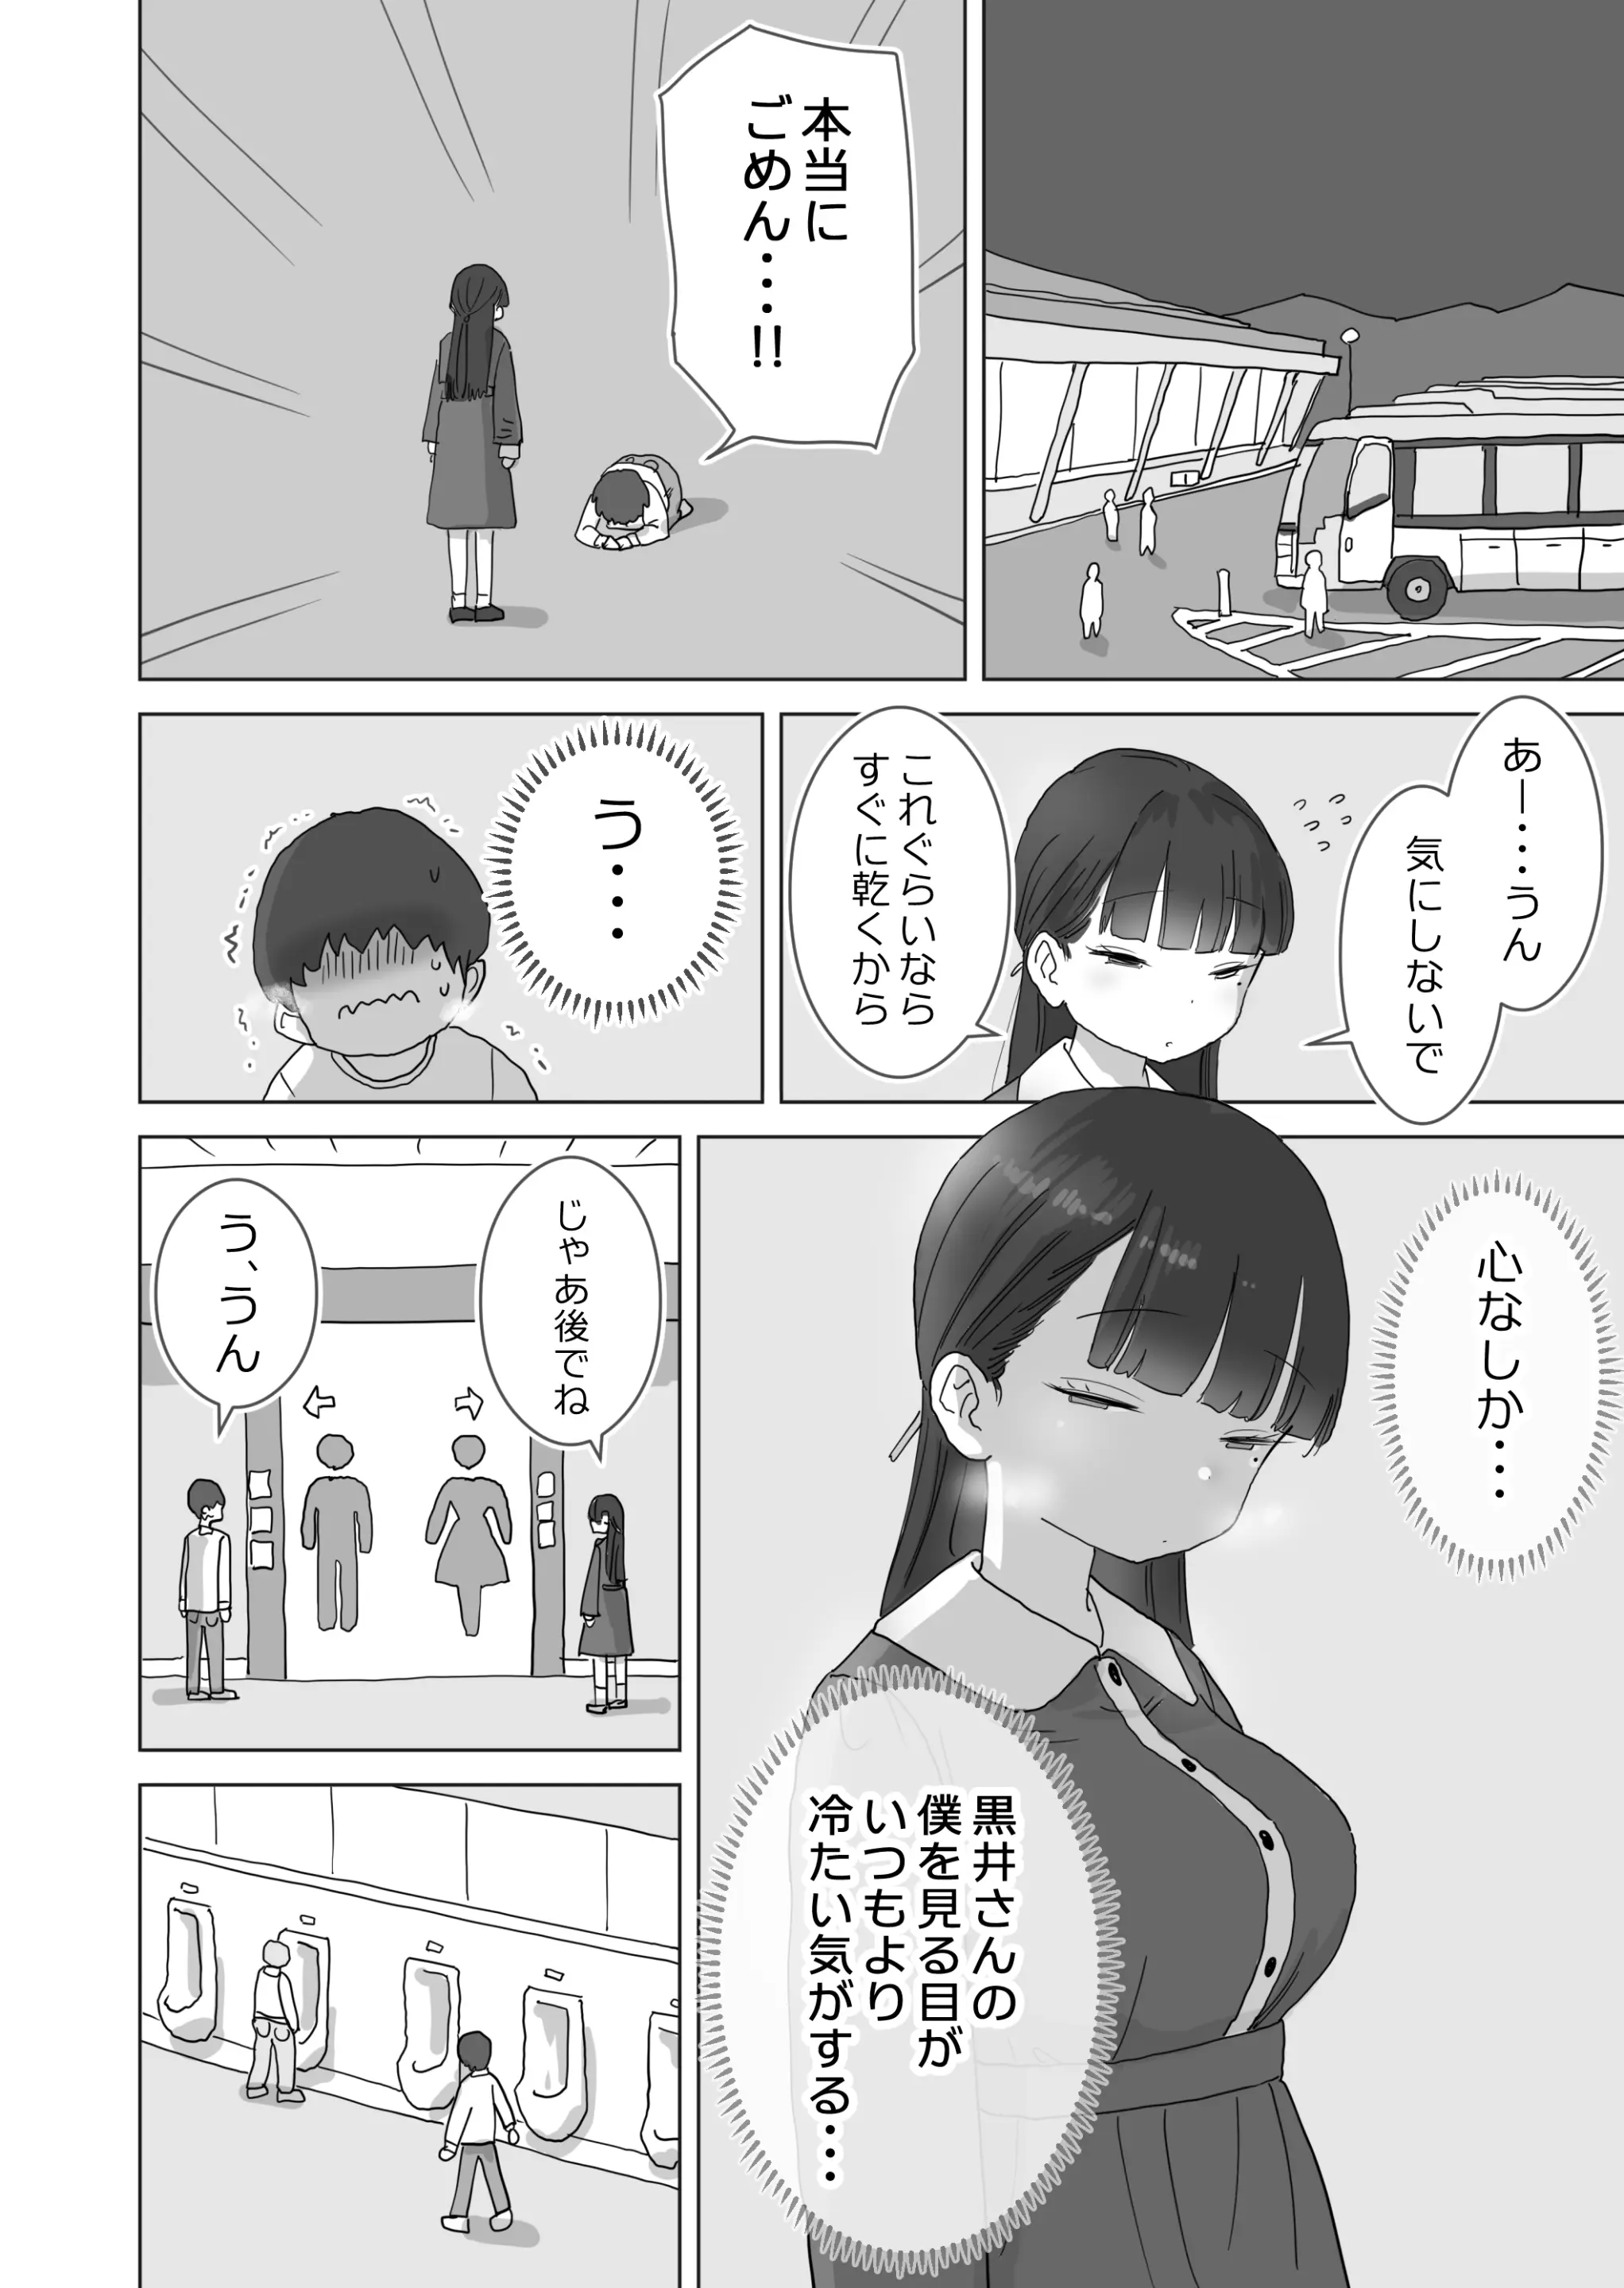 本当に
ごめん・・・!!
あー・・・うん
気にしないで
これぐらいなら
すぐに乾くから
う・・・
心なしか・・・
黒井さんの
僕を見る目が
いつもより
冷たい気がする・・・
じゃあ後でね
う、うん